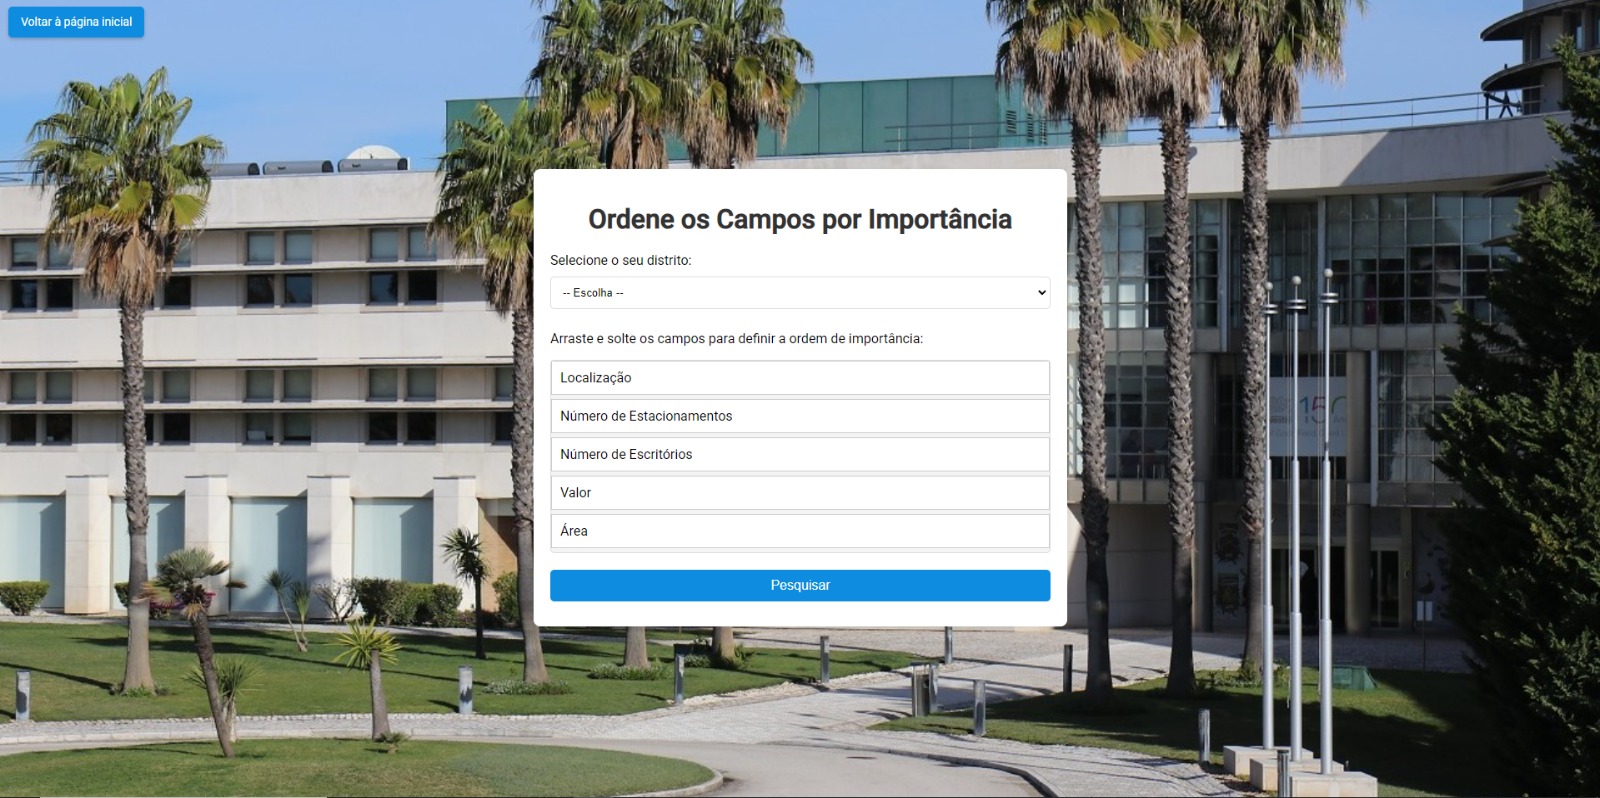 Voltar à página inicial
Ordene os Campos por Importância
Selecione o seu distrito:
-- Escolha --
Arraste e solte os campos para definir a ordem de importância:
Localização
Número de Estacionamentos
Número de Escritórios
Valor
Área
Pesquisar